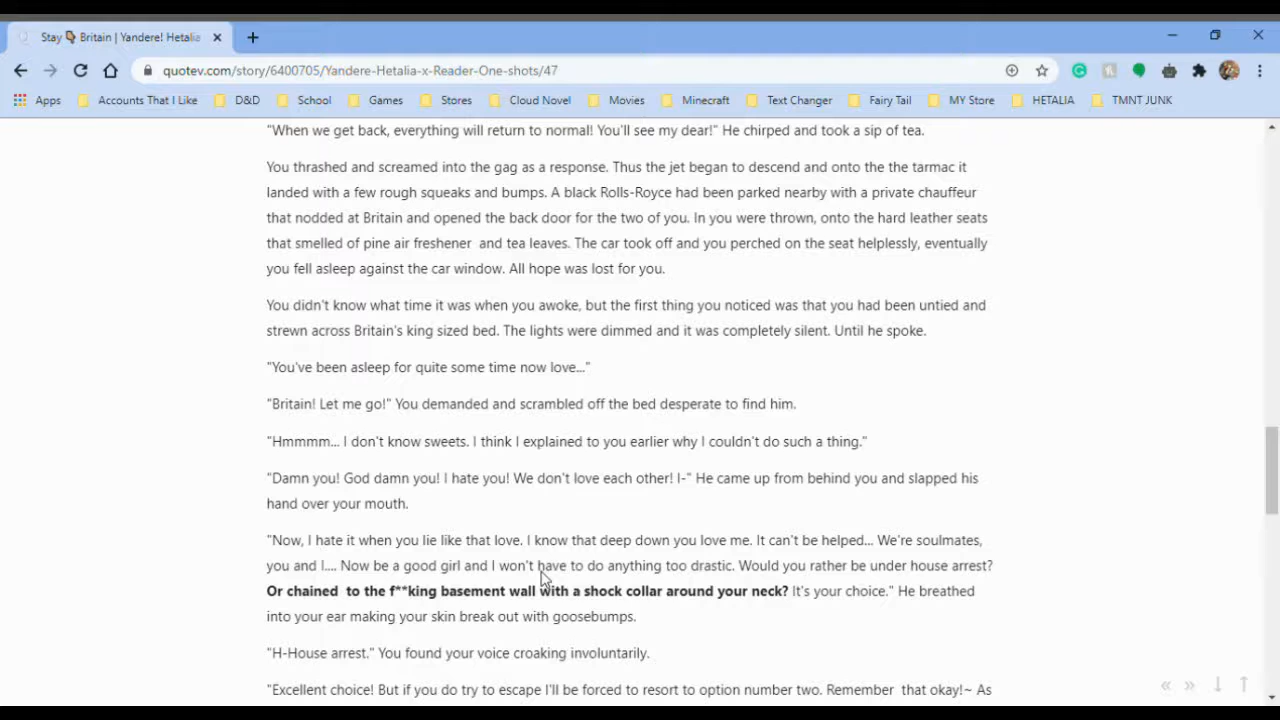 Stay Britain | Yandere! Hetalia
quotev.com/story/6400705/Yandere-Hetalia-x-Reader-One-shots/47
Apps Accounts That I Like D&D School Games Stores Cloud Novel Movies Minecraft Text Changer Fairy Tail MY Store HETALIA TMNT JUNK
"When we get back, everything will return to normal! You'll see my dear!" He chirped and took a sip of tea.
You thrashed and screamed into the gag as a response. Thus the jet began to descend and onto the the tarmac it
landed with a few rough squeaks and bumps. A black Rolls-Royce had been parked nearby with a private chauffeur
that nodded at Britain and opened the back door for the two of you. In you were thrown, onto the hard leather seats
that smelled of pine air freshener and tea leaves. The car took off and you perched on the seat helplessly, eventually
you fell asleep against the car window. All hope was lost for you.
You didn't know what time it was when you awoke, but the first thing you noticed was that you had been untied and
strewn across Britain's king sized bed. The lights were dimmed and it was completely silent. Until he spoke.
"You've been asleep for quite some time now love..."
"Britain! Let me go!" You demanded and scrambled off the bed desperate to find him.
"Hmmmm... I don't know sweets. I think I explained to you earlier why I couldn't do such a thing."
"Damn you! God damn you! I hate you! We don't love each other! I-" He came up from behind you and slapped his
hand over your mouth.
"Now, I hate it when you lie like that love. I know that deep down you love me. It can't be helped... We're soulmates,
you and I.... Now be a good girl and I won't have to do anything too drastic. Would you rather be under house arrest?
Or chained to the f**king basement wall with a shock collar around your neck? It's your choice." He breathed
into your ear making your skin break out with goosebumps.
"H-House arrest." You found your voice croaking involuntarily.
"Excellent choice! But if you do try to escape I'll be forced to resort to option number two. Remember that okay!~ As